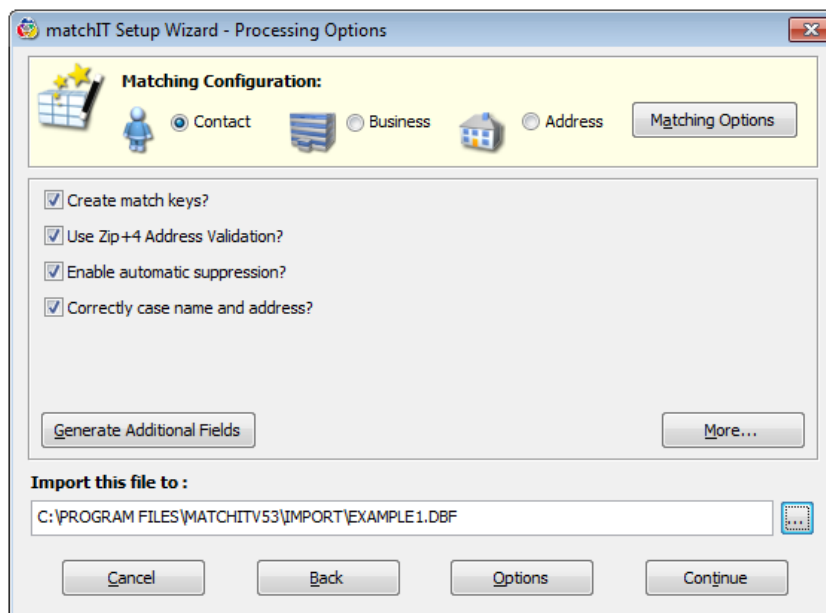 matchIT Setup Wizard - Processing Options
Matching Configuration:
Contact Business Address Matching Options
Create match keys?
Use Zip+4 Address Validation?
Enable automatic suppression?
Correctly case name and address?
Generate Additional Fields More...
Import this file to :
C:\PROGRAM FILES\MATCHITV53\IMPORT\EXAMPLE1.DBF ...
Cancel Back Options Continue